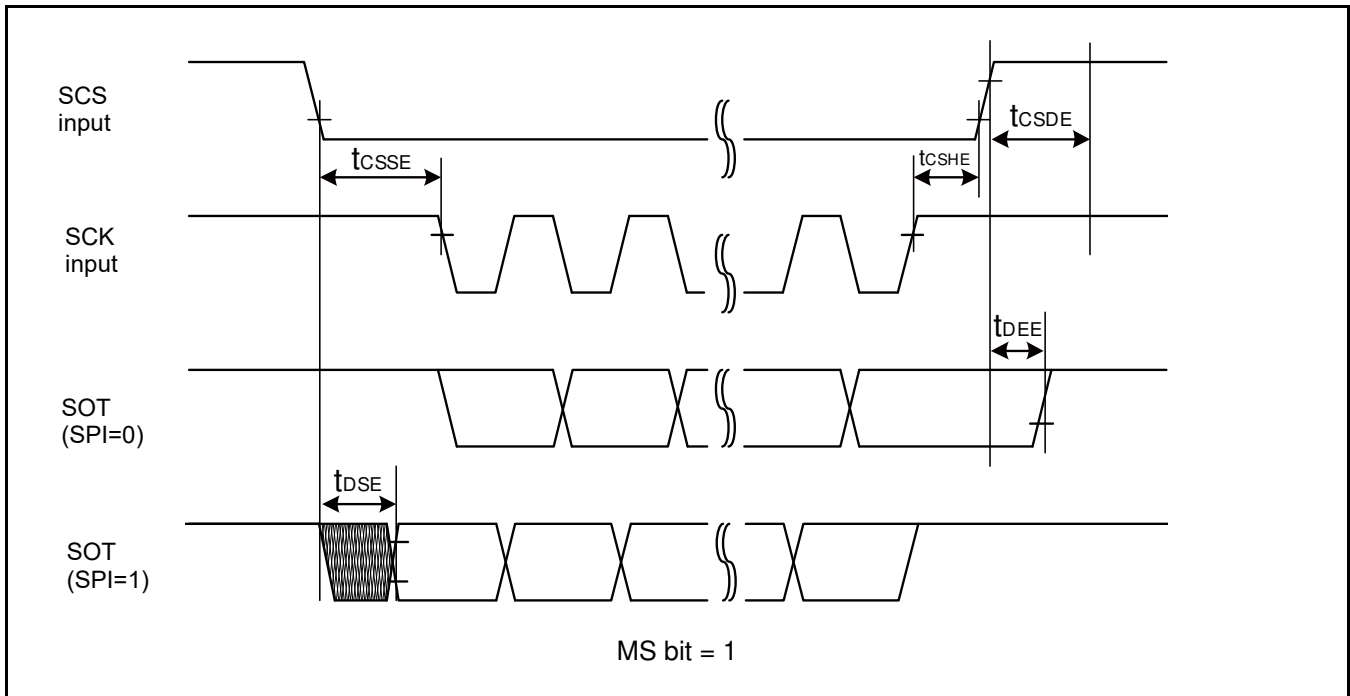 SCS
input
tCSDE
tCSSE
tCSHE
SCK
input
tDEE
SOT
(SPI=0)
tDSE
SOT
(SPI=1)
MS bit = 1